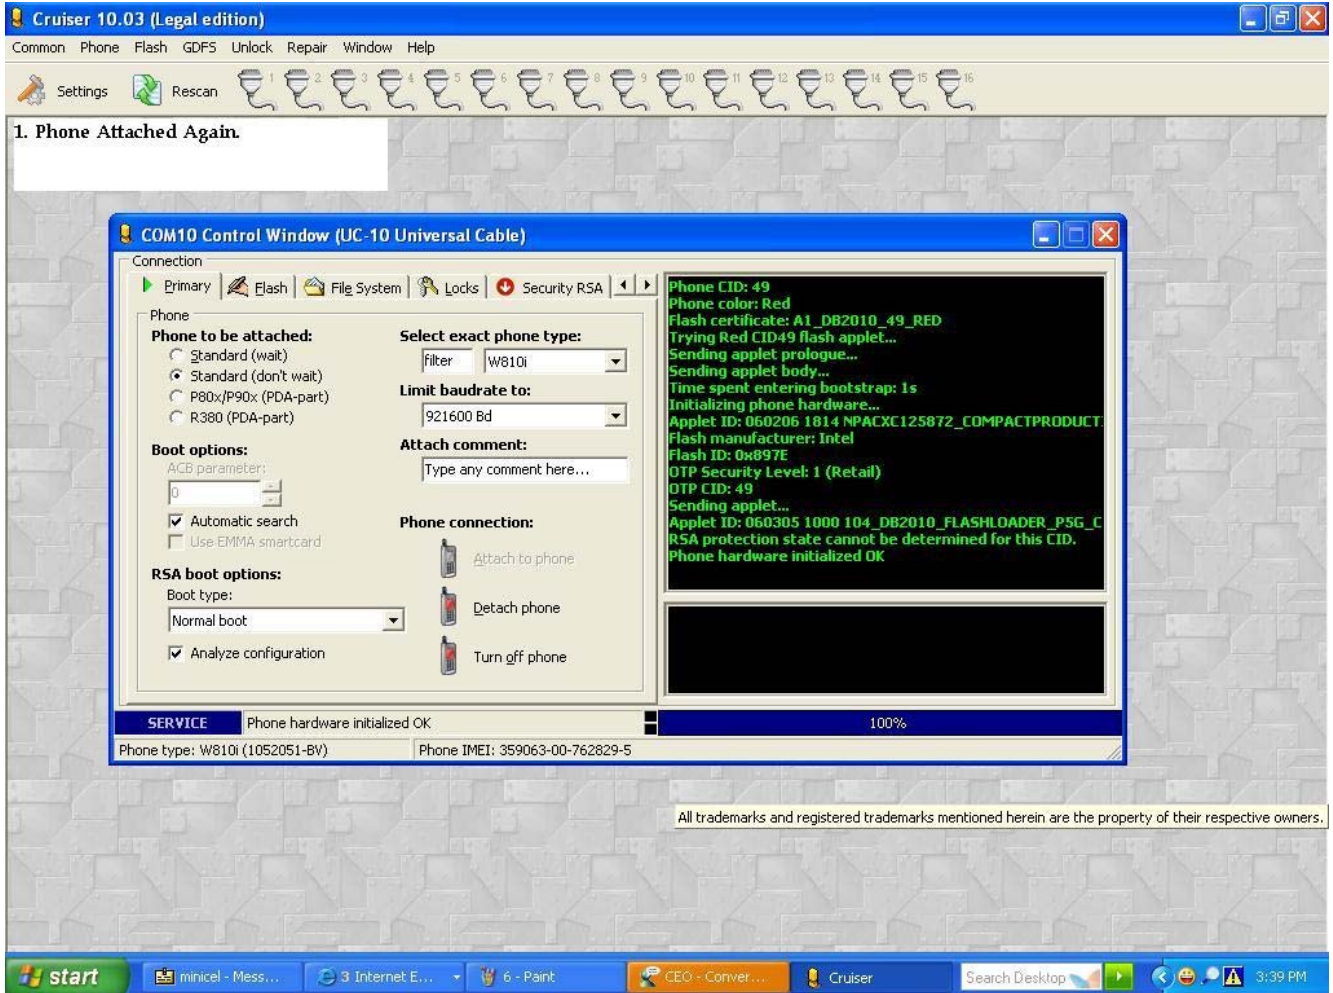 Cruiser 10.03 (Legal edition)
Common Phone Flash GDFS Unlock Repair Window Help
Settings Rescan 1 2 3 4 5 6 7 8 9 10 11 12 13 14 15 16
1. Phone Attached Again.
COM10 Control Window (UC-10 Universal Cable)
Connection
Primary Flash File System Locks Security RSA
Phone
Phone to be attached:
Standard (wait)
Standard (don't wait)
P80x/P90x (PDA-part)
R380 (PDA-part)
Boot options:
ACB parameter:
0
Automatic search
Use EMMA smartcard
RSA boot options:
Boot type:
Normal boot
Analyze configuration
Select exact phone type:
filter W810i
Limit baudrate to:
921600 Bd
Attach comment:
Type any comment here...
Phone connection:
Attach to phone
Detach phone
Turn off phone
Phone CID: 49
Phone color: Red
Flash certificate: A1_DB2010_49_RED
Trying Red CID49 flash applet...
Sending applet prologue...
Sending applet body...
Time spent entering bootstrap: 1s
Initializing phone hardware...
Applet ID: 060206 1814 NPACXC125872_COMPACTPRODUCT
Flash manufacturer: Intel
Flash ID: 0x897E
OTP Security Level: 1 (Retail)
OTP CID: 49
Sending applet...
Applet ID: 060305 1000 104_DB2010_FLASHLOADER_P5G_C
RSA protection state cannot be determined for this CID.
Phone hardware initialized OK
SERVICE Phone hardware initialized OK 100%
Phone type: W810i (1052051-BV) Phone IMEI: 359063-00-762829-5
All trademarks and registered trademarks mentioned herein are the property of their respective owners.
start minicel - Mess... 3 Internet E... 6 - Paint CEO - Conver... Cruiser Search Desktop 3:39 PM